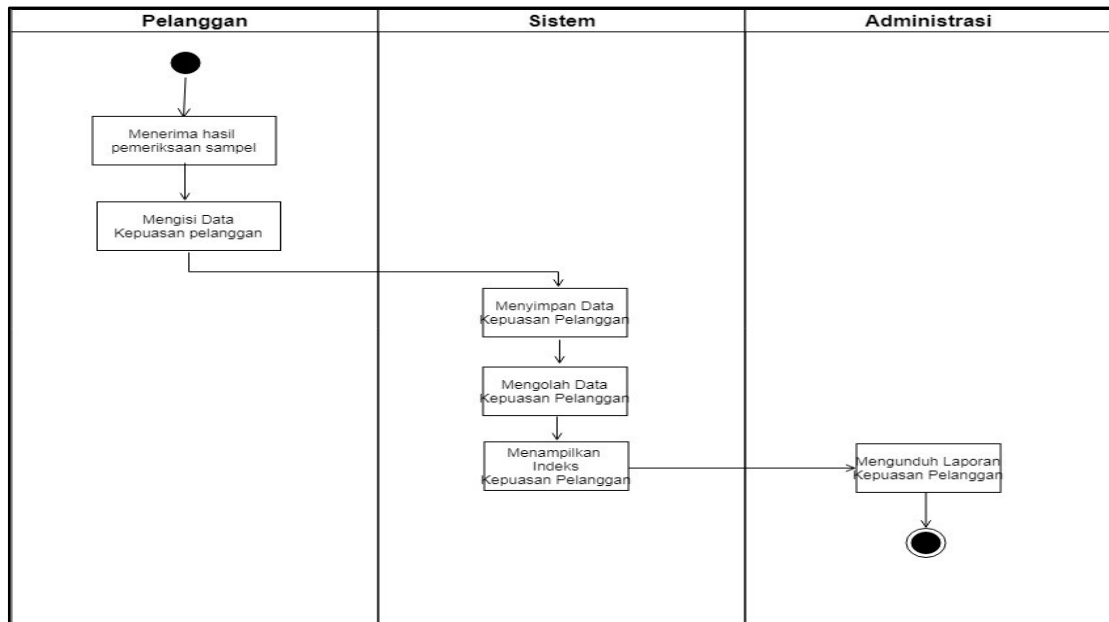 Pelanggan
Sistem
Administrasi
Menerima hasil
pemeriksaan sampel
Mengisi Data
Kepuasan pelanggan
Menyimpan Data
Kepuasan Pelanggan
Mengolah Data
Kepuasan Pelanggan
Menampilkan
Indeks
Kepuasan Pelanggan
Mengunduh Laporan
Kepuasan Pelanggan